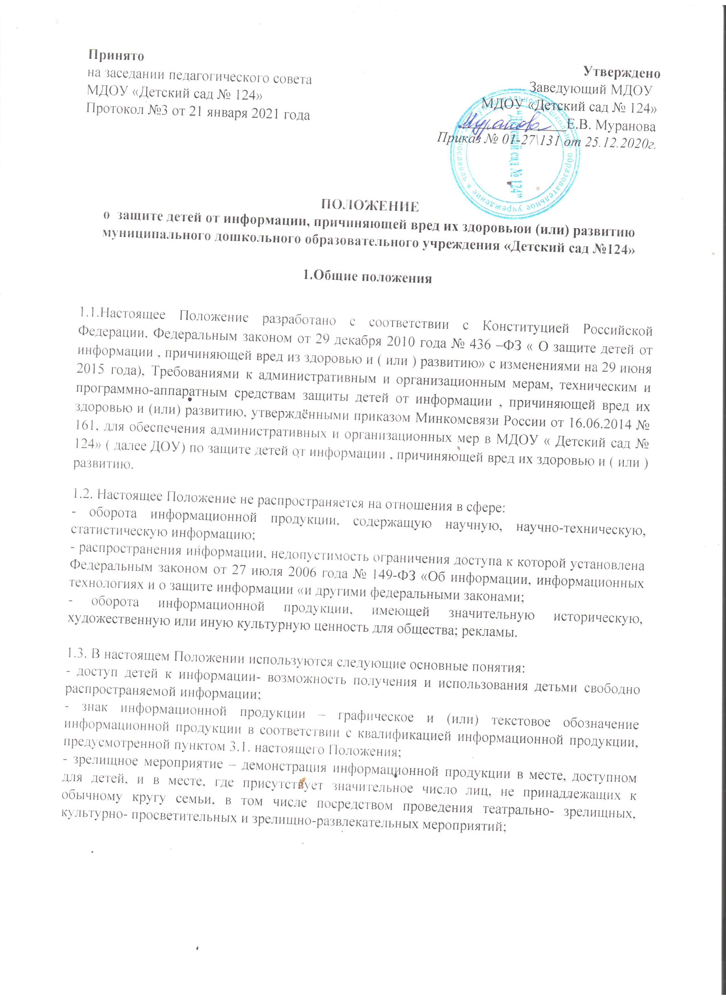 Принято
на заседании педагогического совета
МДОУ «Детский сад № 124»
Протокол №3 от 21 января 2021 года
Утверждено
Заведующий МДОУ
МДОУ «Детский сад № 124»
Муранова Е.В. Муранова
Приказ № 01-27\131 от 25.12.2020г.
муниципальное дошкольное образовательное учреждение * г. Ярославль
"Детский сад № 124"
ПОЛОЖЕНИЕ
о защите детей от информации, причиняющей вред их здоровьюи (или) развитию
муниципального дошкольного образовательного учреждения «Детский сад №124»
1.Общие положения
1.1.Настоящее Положение разработано с соответствии с Конституцией Российской
Федерации. Федеральным законом от 29 декабря 2010 года № 436 –ФЗ « О защите детей от
информации , причиняющей вред из здоровью и ( или ) развитию» с изменениями на 29 июня
2015 года), Требованиями к административным и организационным мерам, техническим и
программно-аппаратным средствам защиты детей от информации , причиняющей вред их
здоровью и (или) развитию, утверждёнными приказом Минкомсвязи России от 16.06.2014 №
161, для обеспечения административных и организационных мер в МДОУ « Детский сад №
124» ( далее ДОУ) по защите детей от информации , причиняющей вред их здоровью и ( или )
развитию.
1.2. Настоящее Положение не распространяется на отношения в сфере:
- оборота информационной продукции, содержащую научную, научно-техническую,
статистическую информацию;
- распространения информации, недопустимость ограничения доступа к которой установлена
Федеральным законом от 27 июля 2006 года № 149-ФЗ «Об информации, информационных
технологиях и о защите информации «и другими федеральными законами;
- оборота информационной продукции, имеющей значительную историческую,
художественную или иную культурную ценность для общества; рекламы.
1.3. В настоящем Положении используются следующие основные понятия:
- доступ детей к информации- возможность получения и использования детьми свободно
распространяемой информации;
- знак информационной продукции – графическое и (или) текстовое обозначение
информационной продукции в соответствии с квалификацией информационной продукции,
предусмотренной пунктом 3.1. настоящего Положения;
- зрелищное мероприятие – демонстрация информационной продукции в месте, доступном
для детей, и в месте, где присутствует значительное число лиц, не принадлежащих к
обычному кругу семьи, в том числе посредством проведения театрально- зрелищных,
культурно- просветительных и зрелищно-развлекательных мероприятий;